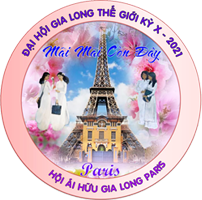 ĐẠI HỘI GIA LONG THẾ GIỚI KỲ X - 2021
Mãi Mãi Còn Đây
Paris
HỘI ÁI HỮU GIA LONG PARIS